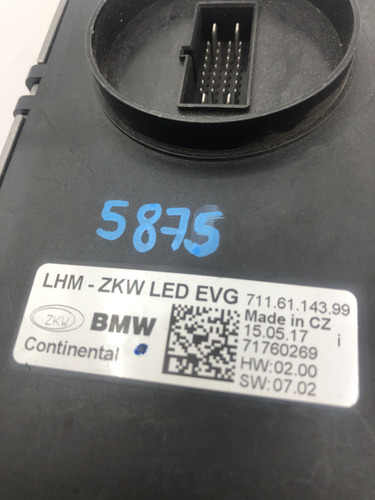 5875
LHM - ZKW LED EVG 711.61.143.99
ZKW BMW Made in CZ
15.05.17 i
Continental 71760269
HW:02.00
SW:07.02